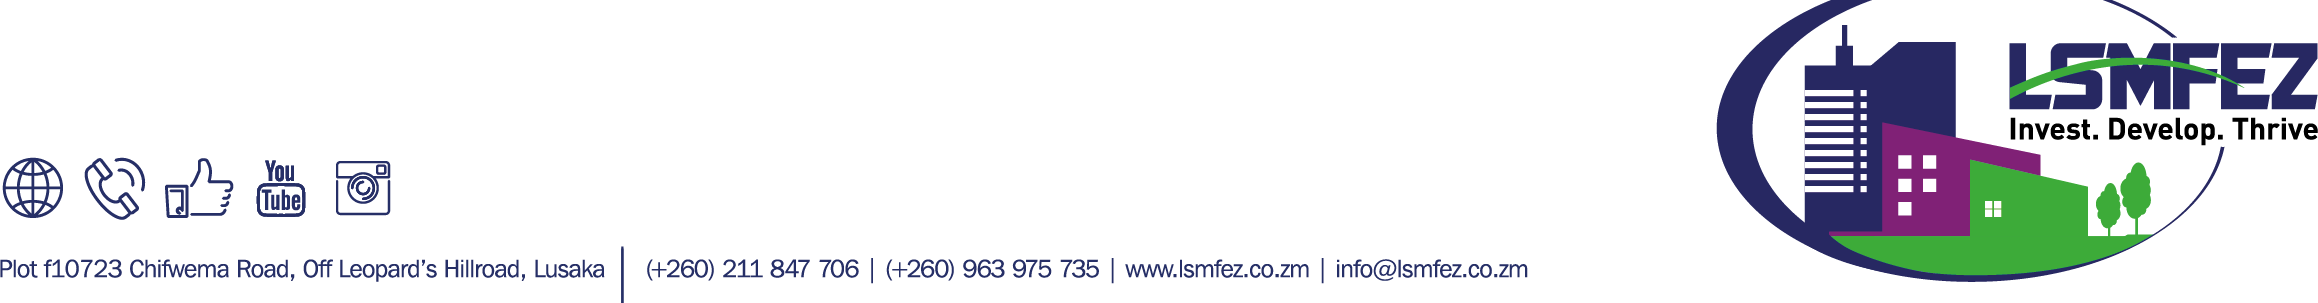 LSMFEZ
Invest. Develop. Thrive
You
Tube
Plot f10723 Chifwema Road, Off Leopard’s Hillroad, Lusaka | (+260) 211 847 706 | (+260) 963 975 735 | www.lsmfez.co.zm | info@lsmfez.co.zm